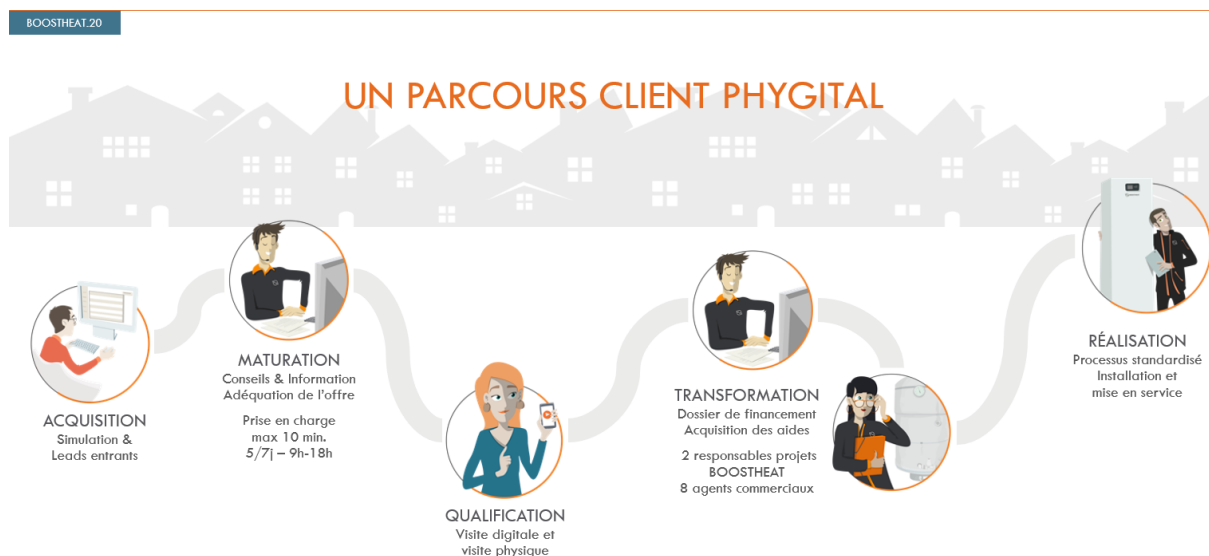 BOOSTHEAT.20
UN PARCOURS CLIENT PHYGITAL
ACQUISITION
Simulation &
Leads entrants
MATURATION
Conseils & Information
Adéquation de l'offre
Prise en charge
max 10 min.
5/7j – 9h-18h
QUALIFICATION
Visite digitale et
visite physique
TRANSFORMATION
Dossier de financement
Acquisition des aides
2 responsables projets
BOOSTHEAT
8 agents commerciaux
RÉALISATION
Processus standardisé
Installation et
mise en service